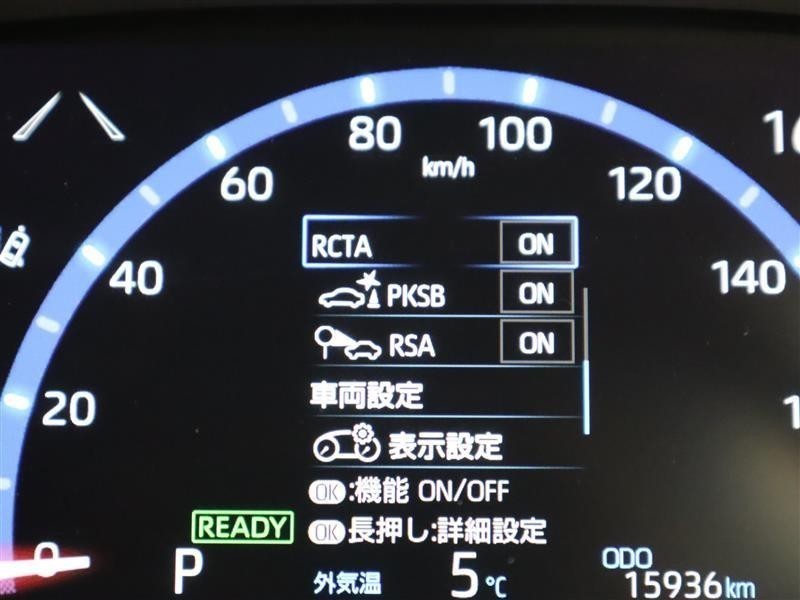 80 100
km/h
60 120
40 140
20
0
RCTA ON
PKSB ON
RSA ON
車両設定
表示設定
OK:機能 ON/OFF
OK長押し:詳細設定
READY
P
外気温 5℃
ODO
15936km